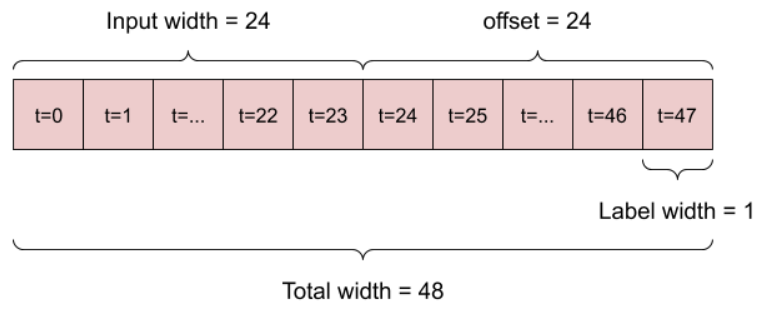 Input width = 24 offset = 24
t=0 t=1 t=... t=22 t=23 t=24 t=25 t=... t=46 t=47
Label width = 1
Total width = 48